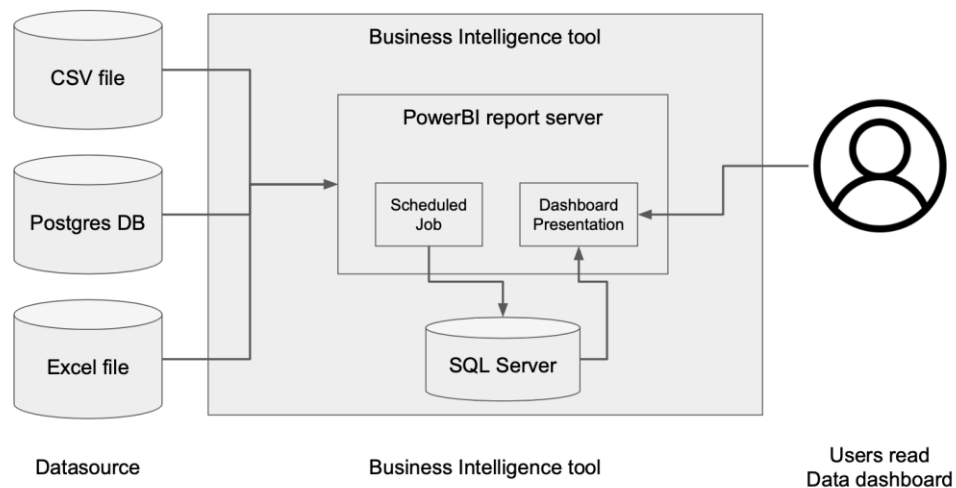 Business Intelligence tool
CSV file
PowerBI report server
Scheduled
Job
Dashboard
Presentation
Postgres DB
SQL Server
Excel file
Datasource
Business Intelligence tool
Users read
Data dashboard